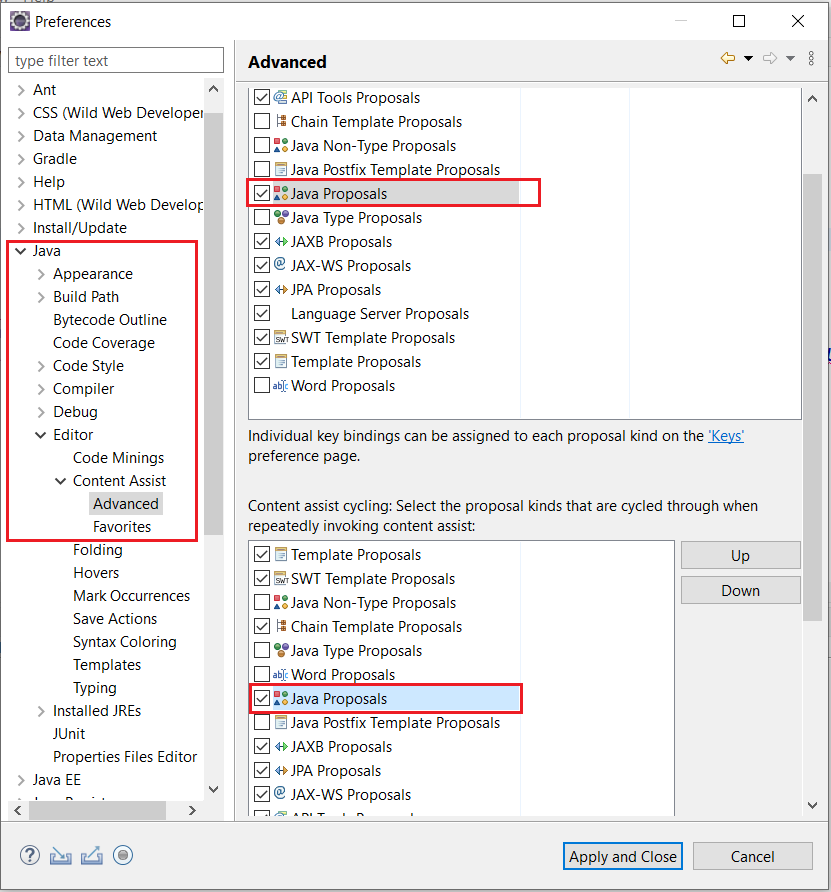 Preferences
type filter text
Ant
CSS (Wild Web Developer
Data Management
Gradle
Help
HTML (Wild Web Develop
Install/Update
Java
Appearance
Build Path
Bytecode Outline
Code Coverage
Code Style
Compiler
Debug
Editor
Code Minings
Content Assist
Advanced
Favorites
Folding
Hovers
Mark Occurrences
Save Actions
Syntax Coloring
Templates
Typing
Installed JREs
JUnit
Properties Files Editor
Java EE
Advanced
API Tools Proposals
Chain Template Proposals
Java Non-Type Proposals
Java Postfix Template Proposals
Java Proposals
Java Type Proposals
JAXB Proposals
@ JAX-WS Proposals
JPA Proposals
Language Server Proposals
SWT SWT Template Proposals
Template Proposals
ab Word Proposals
Individual key bindings can be assigned to each proposal kind on the 'Keys'
preference page.
Content assist cycling: Select the proposal kinds that are cycled through when
repeatedly invoking content assist:
Template Proposals
SWT SWT Template Proposals
Java Non-Type Proposals
Chain Template Proposals
Java Type Proposals
ab Word Proposals
Java Proposals
Java Postfix Template Proposals
JAXB Proposals
JPA Proposals
@ JAX-WS Proposals
Up
Down
?
Apply and Close
Cancel